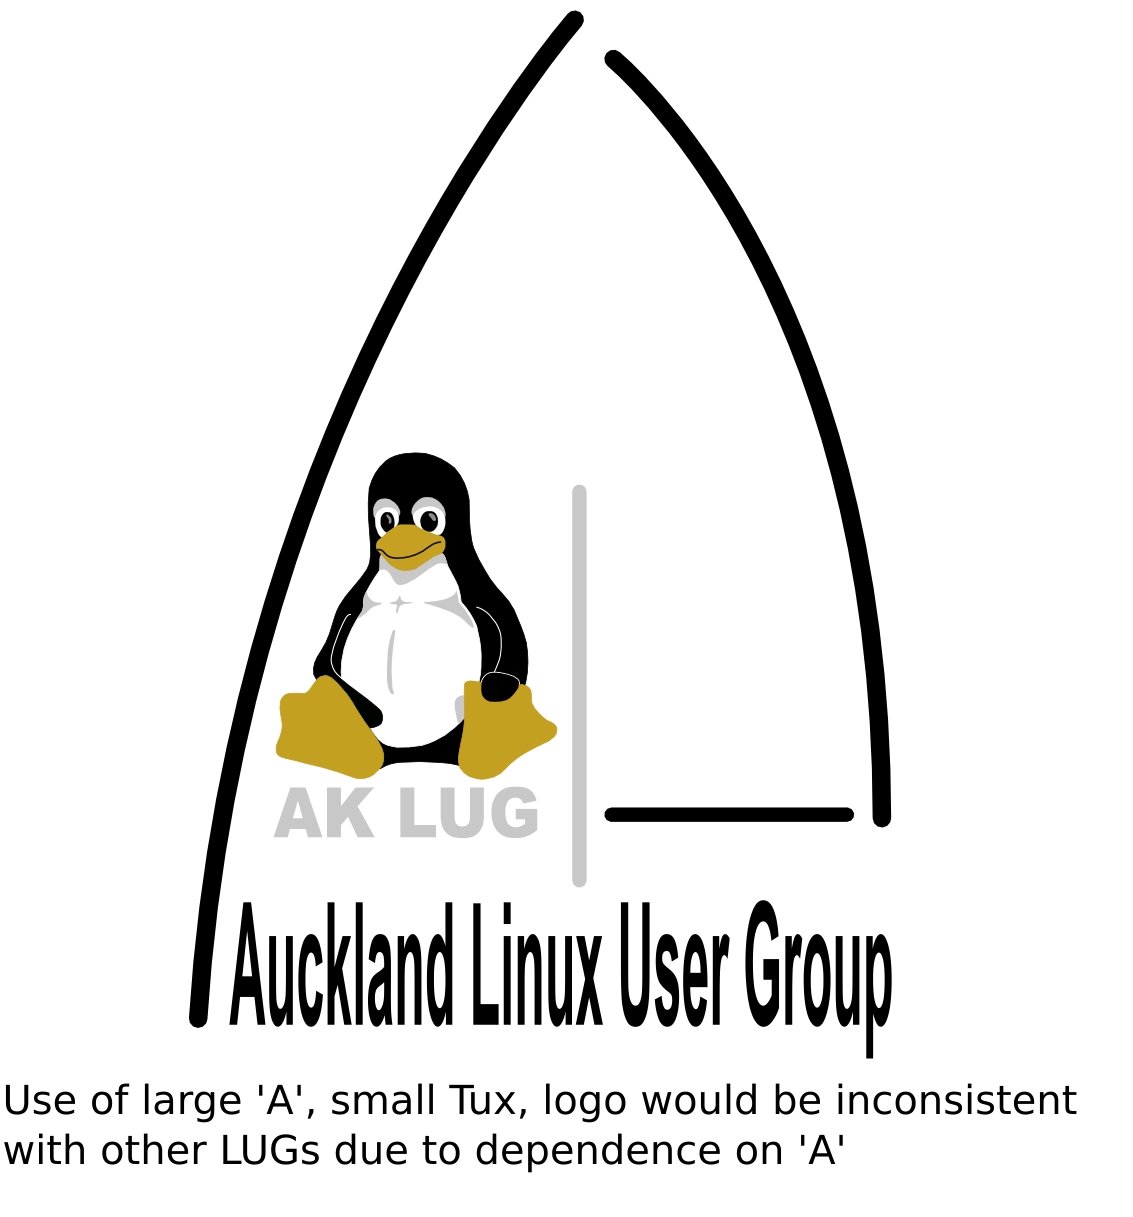 AK LUG
Auckland Linux User Group
Use of large 'A', small Tux, logo would be inconsistent
with other LUGs due to dependence on 'A'